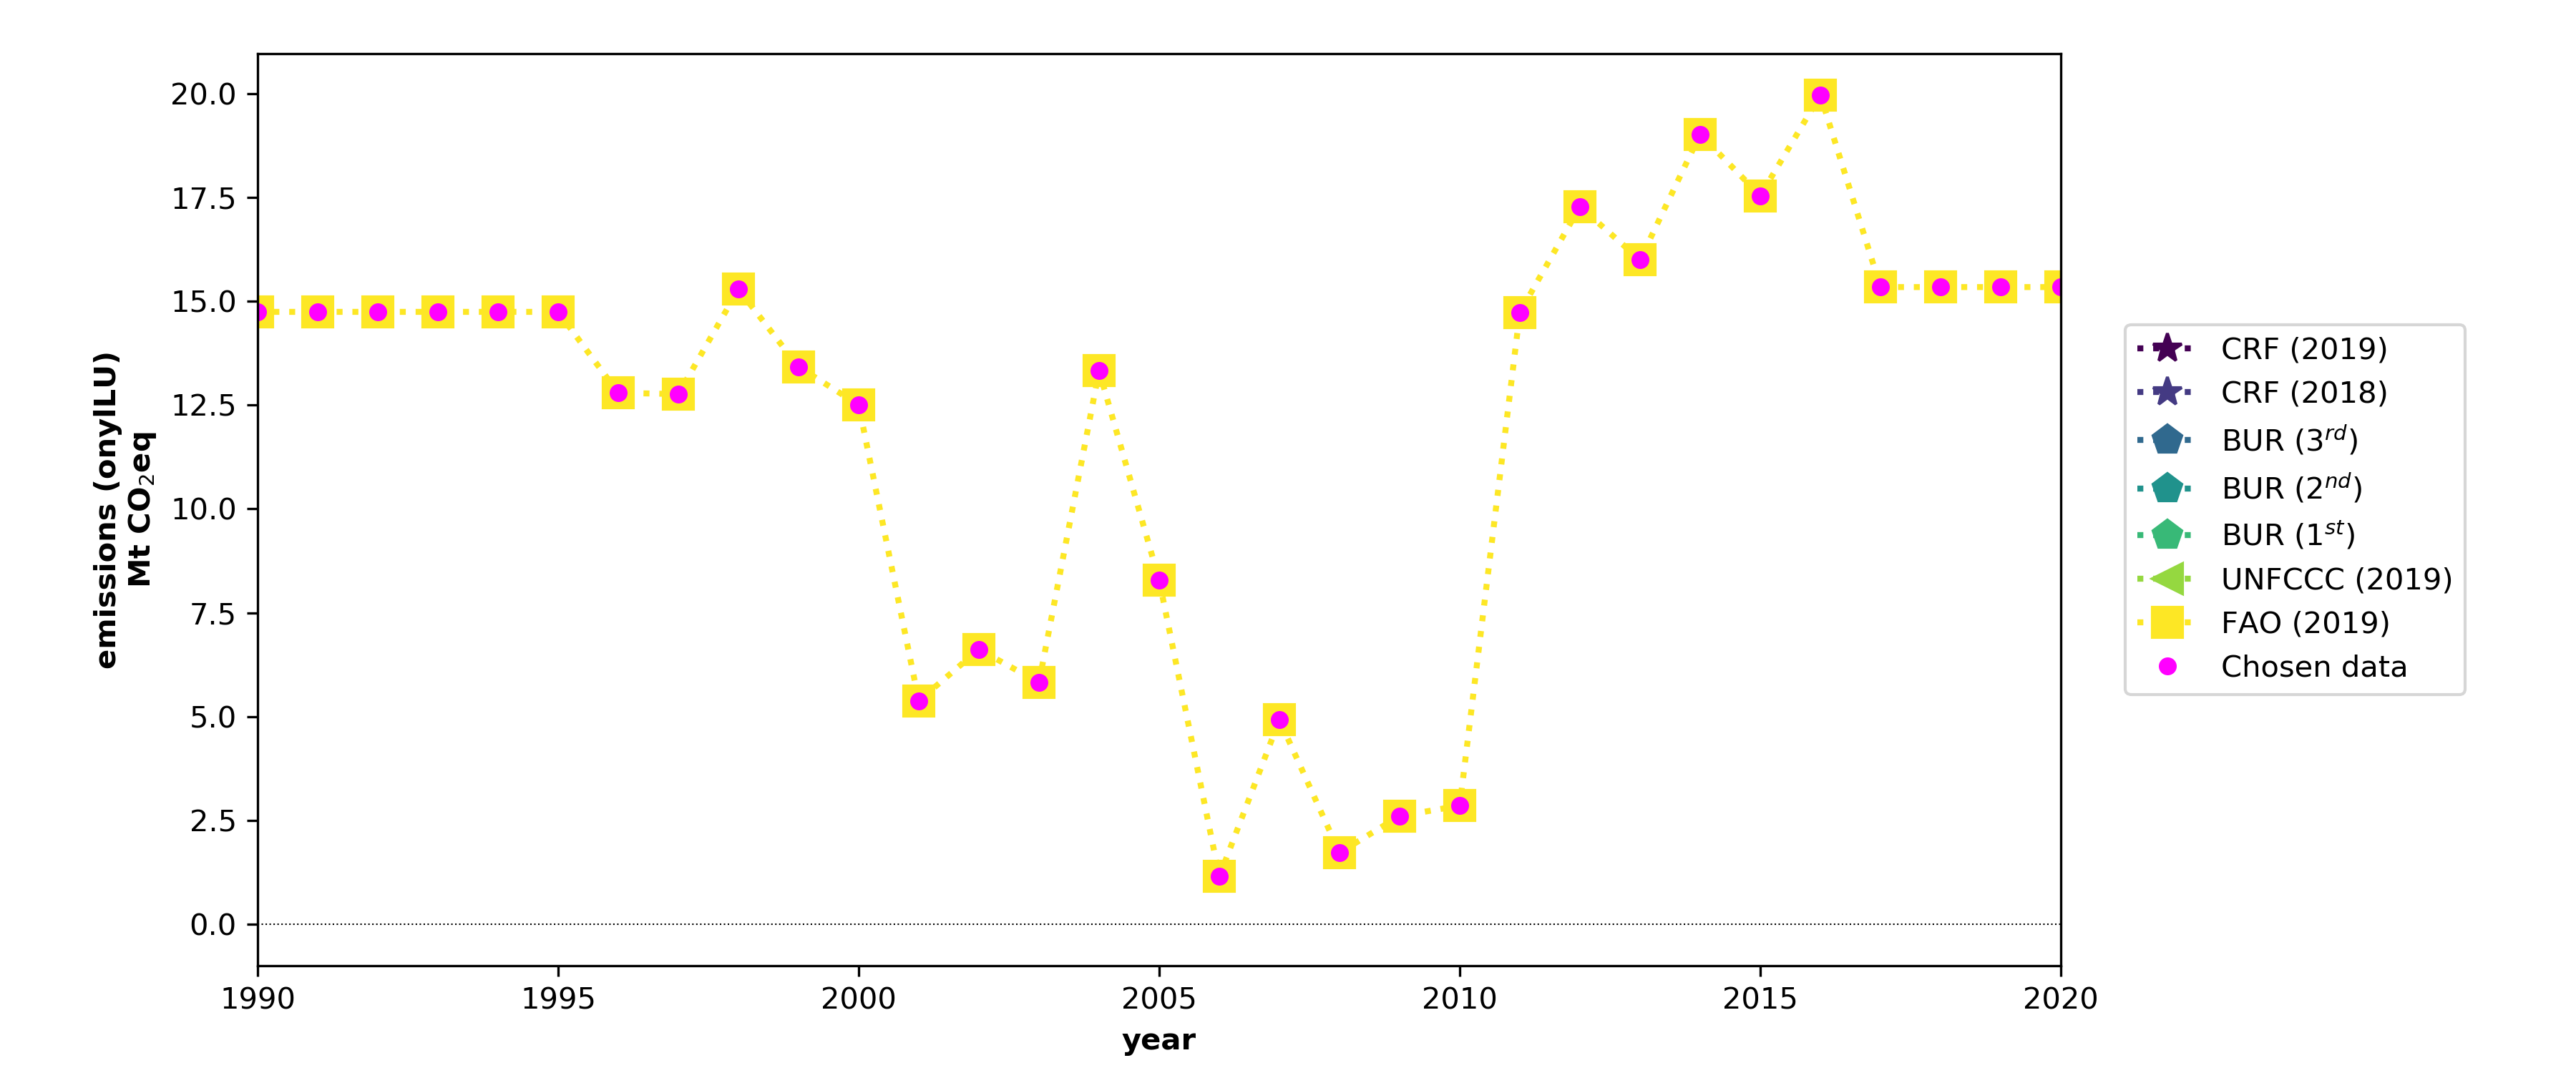 emissions (onylLU)
Mt CO₂eq
20.0
17.5
15.0
12.5
10.0
7.5
5.0
2.5
0.0
1990 1995 2000 2005 2010 2015 2020
year
CRF (2019)
CRF (2018)
BUR (3ʳᵈ)
BUR (2ⁿᵈ)
BUR (1ˢᵗ)
UNFCCC (2019)
FAO (2019)
Chosen data